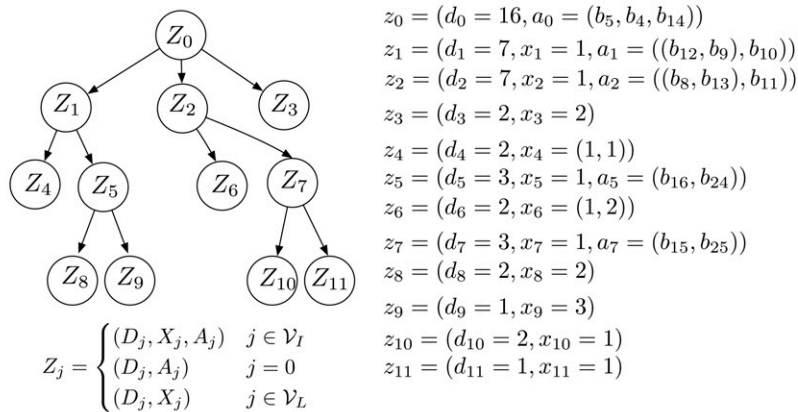 Z_0
Z_1 Z_2 Z_3
Z_4 Z_5 Z_6 Z_7
Z_8 Z_9 Z_10 Z_11
Z_j = { (D_j, X_j, A_j) j ∈ V_I
(D_j, A_j) j = 0
(D_j, X_j) j ∈ V_L
z_0 = (d_0 = 16, a_0 = (b_5, b_4, b_14))
z_1 = (d_1 = 7, x_1 = 1, a_1 = ((b_12, b_9), b_10))
z_2 = (d_2 = 7, x_2 = 1, a_2 = ((b_8, b_13), b_11))
z_3 = (d_3 = 2, x_3 = 2)
z_4 = (d_4 = 2, x_4 = (1, 1))
z_5 = (d_5 = 3, x_5 = 1, a_5 = (b_16, b_24))
z_6 = (d_6 = 2, x_6 = (1, 2))
z_7 = (d_7 = 3, x_7 = 1, a_7 = (b_15, b_25))
z_8 = (d_8 = 2, x_8 = 2)
z_9 = (d_9 = 1, x_9 = 3)
z_10 = (d_10 = 2, x_10 = 1)
z_11 = (d_11 = 1, x_11 = 1)